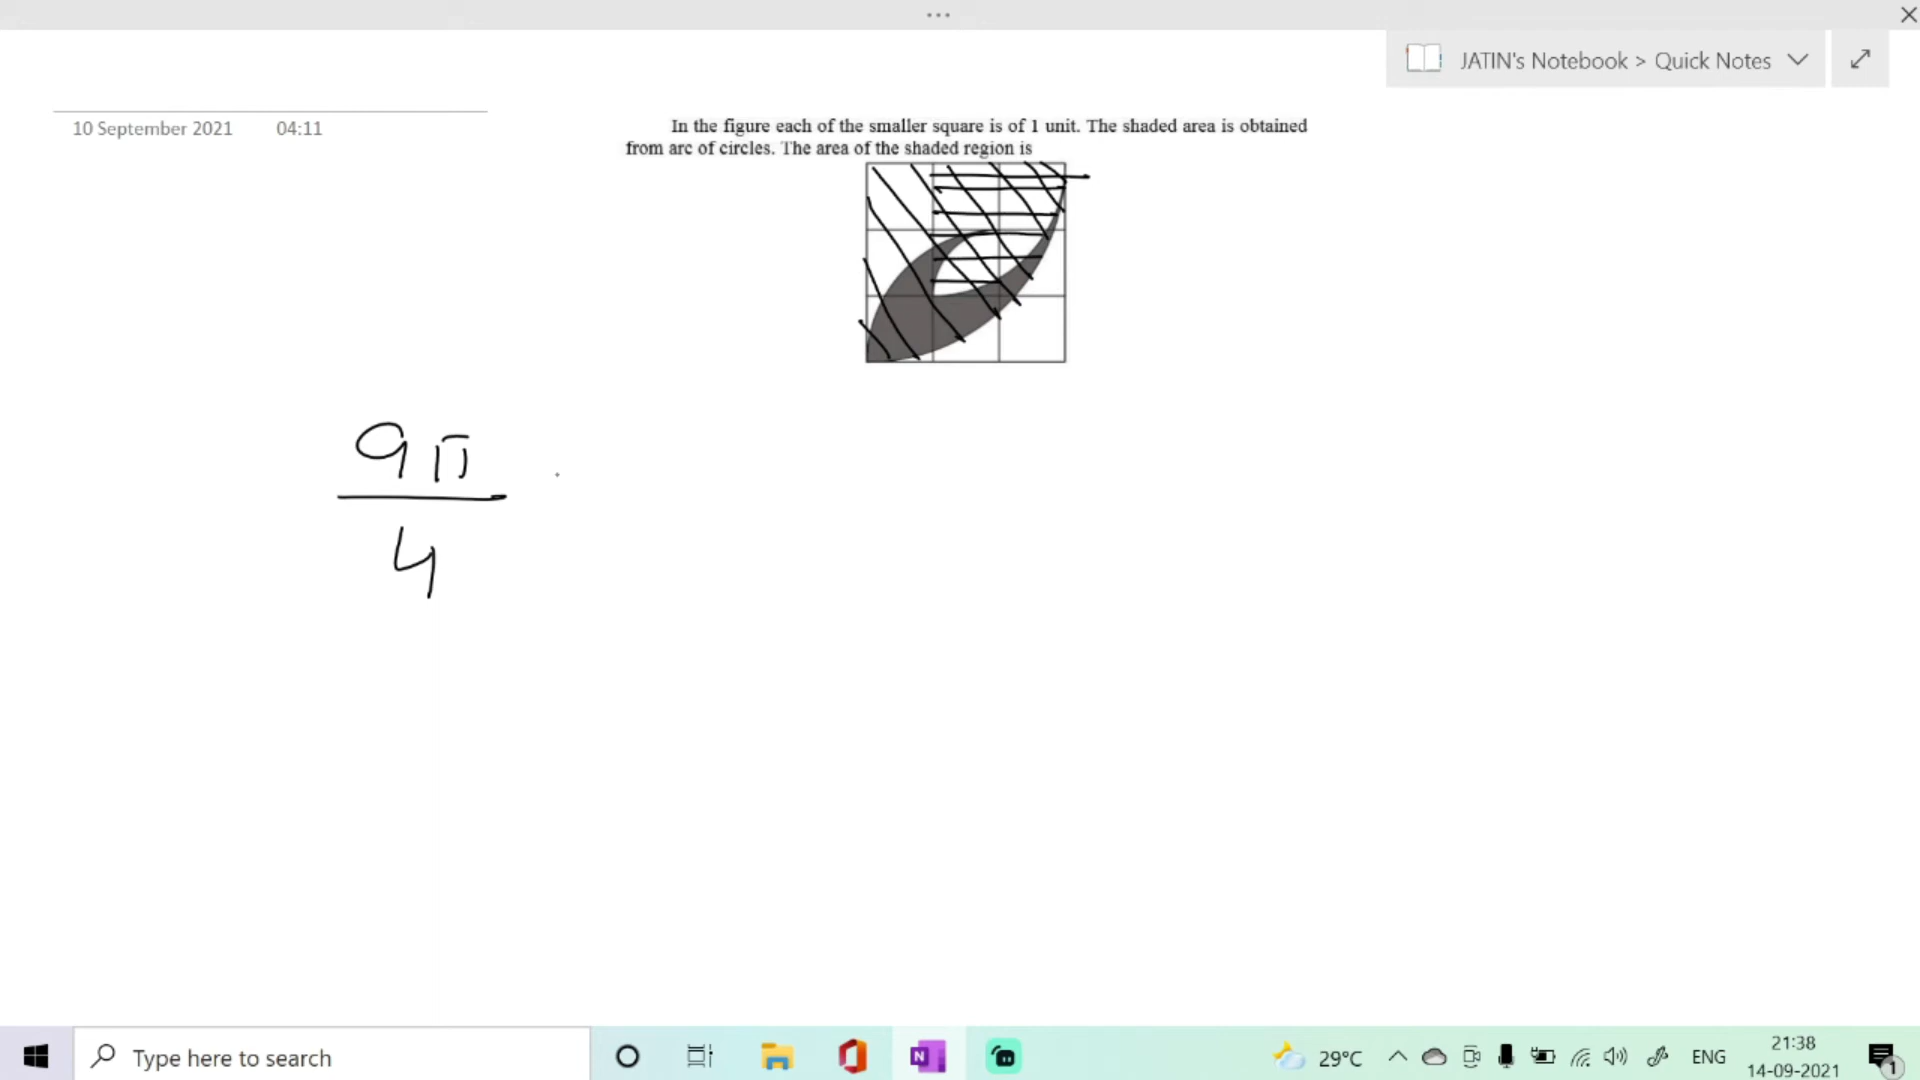 ...
JATIN's Notebook > Quick Notes
10 September 2021 04:11
In the figure each of the smaller square is of 1 unit. The shaded area is obtained
from arc of circles. The area of the shaded region is
9π
4
Type here to search
N
29°C
ENG
21:38
14-09-2021
1